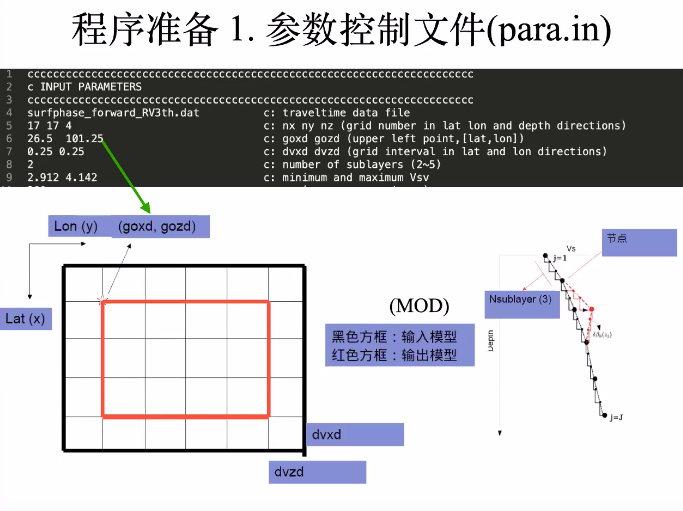 程序准备 1. 参数控制文件(para.in)
1 cccccccccccccccccccccccccccccccccccccccccccccccccccccccccccccccccccccc
2 c INPUT PARAMETERS
3 cccccccccccccccccccccccccccccccccccccccccccccccccccccccccccccccccccccc
4 surfphase_forward_RV3th.dat c: traveltime data file
5 17 17 4 c: nx ny nz (grid number in lat lon and depth directions)
6 26.5 101.25 c: goxd gozd (upper left point,[lat,lon])
7 0.25 0.25 c: dvxd dvzd (grid interval in lat and lon directions)
8 2 c: number of sublayers (2~5)
9 2.912 4.142 c: minimum and maximum Vsv
Lon (y) (goxd, gozd)
Lat (x)
(MOD)
黑色方框：输入模型
红色方框：输出模型
dvxd
dvzd
节点
Vs
j=1
Nsublayer (3)
Depth
j=J